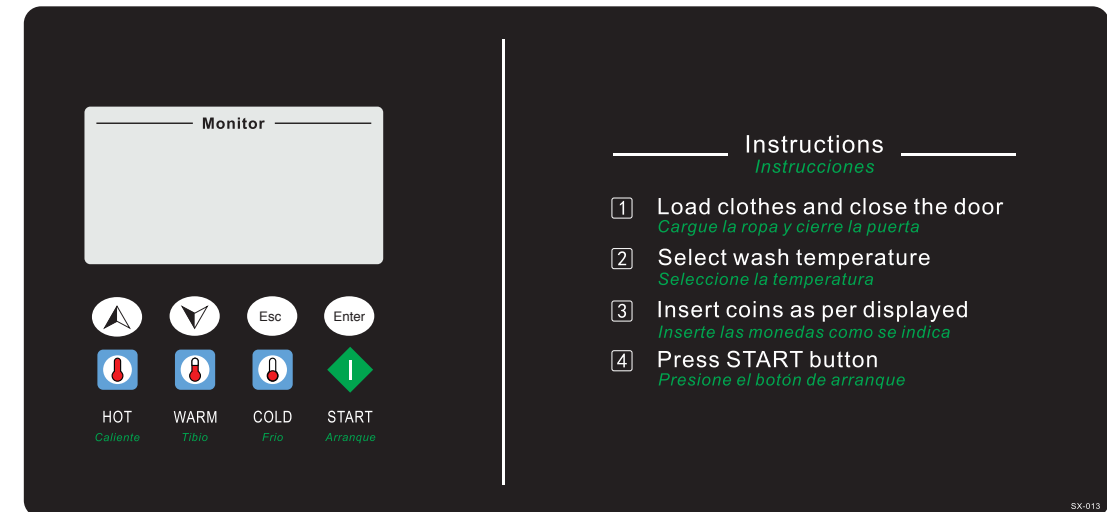 Monitor
Esc Enter
HOT WARM COLD START
Caliente Tibio Frío Arranque
Instructions
Instrucciones
1 Load clothes and close the door
Cargue la ropa y cierre la puerta
2 Select wash temperature
Seleccione la temperatura
3 Insert coins as per displayed
Inserte las monedas como se indica
4 Press START button
Presione el botón de arranque
SX-013